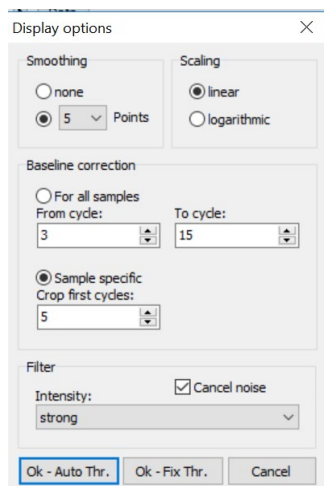 Display options
Smoothing
none
5 Points
Scaling
linear
logarithmic
Baseline correction
For all samples
From cycle: To cycle:
3 15
Sample specific
Crop first cycles:
5
Filter
Intensity: Cancel noise
strong
Ok - Auto Thr. Ok - Fix Thr. Cancel